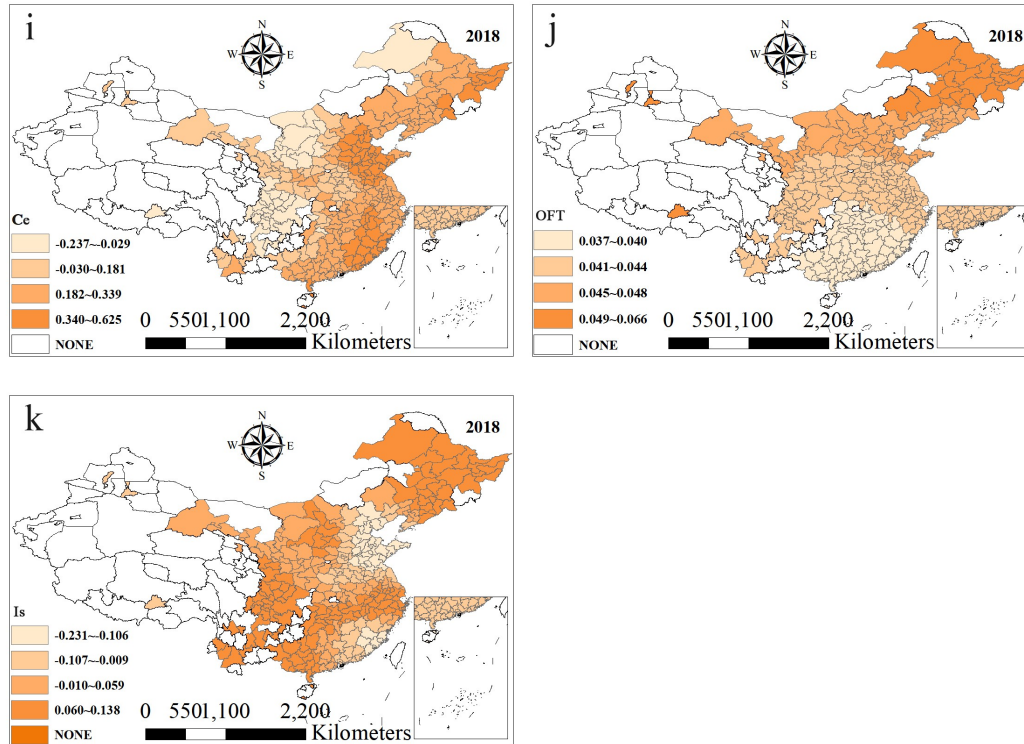 i
N
W E
S
2018
Cc
-0.237~-0.029
-0.030~0.181
0.182~0.339
0.340~0.625
NONE
0 5501,100 2,200
Kilometers
j
N
W E
S
2018
OFT
0.037~0.040
0.041~0.044
0.045~0.048
0.049~0.066
NONE
0 5501,100 2,200
Kilometers
k
N
W E
S
2018
Is
-0.231~-0.106
-0.107~0.009
-0.010~0.059
0.060~0.138
NONE
0 5501,100 2,200
Kilometers